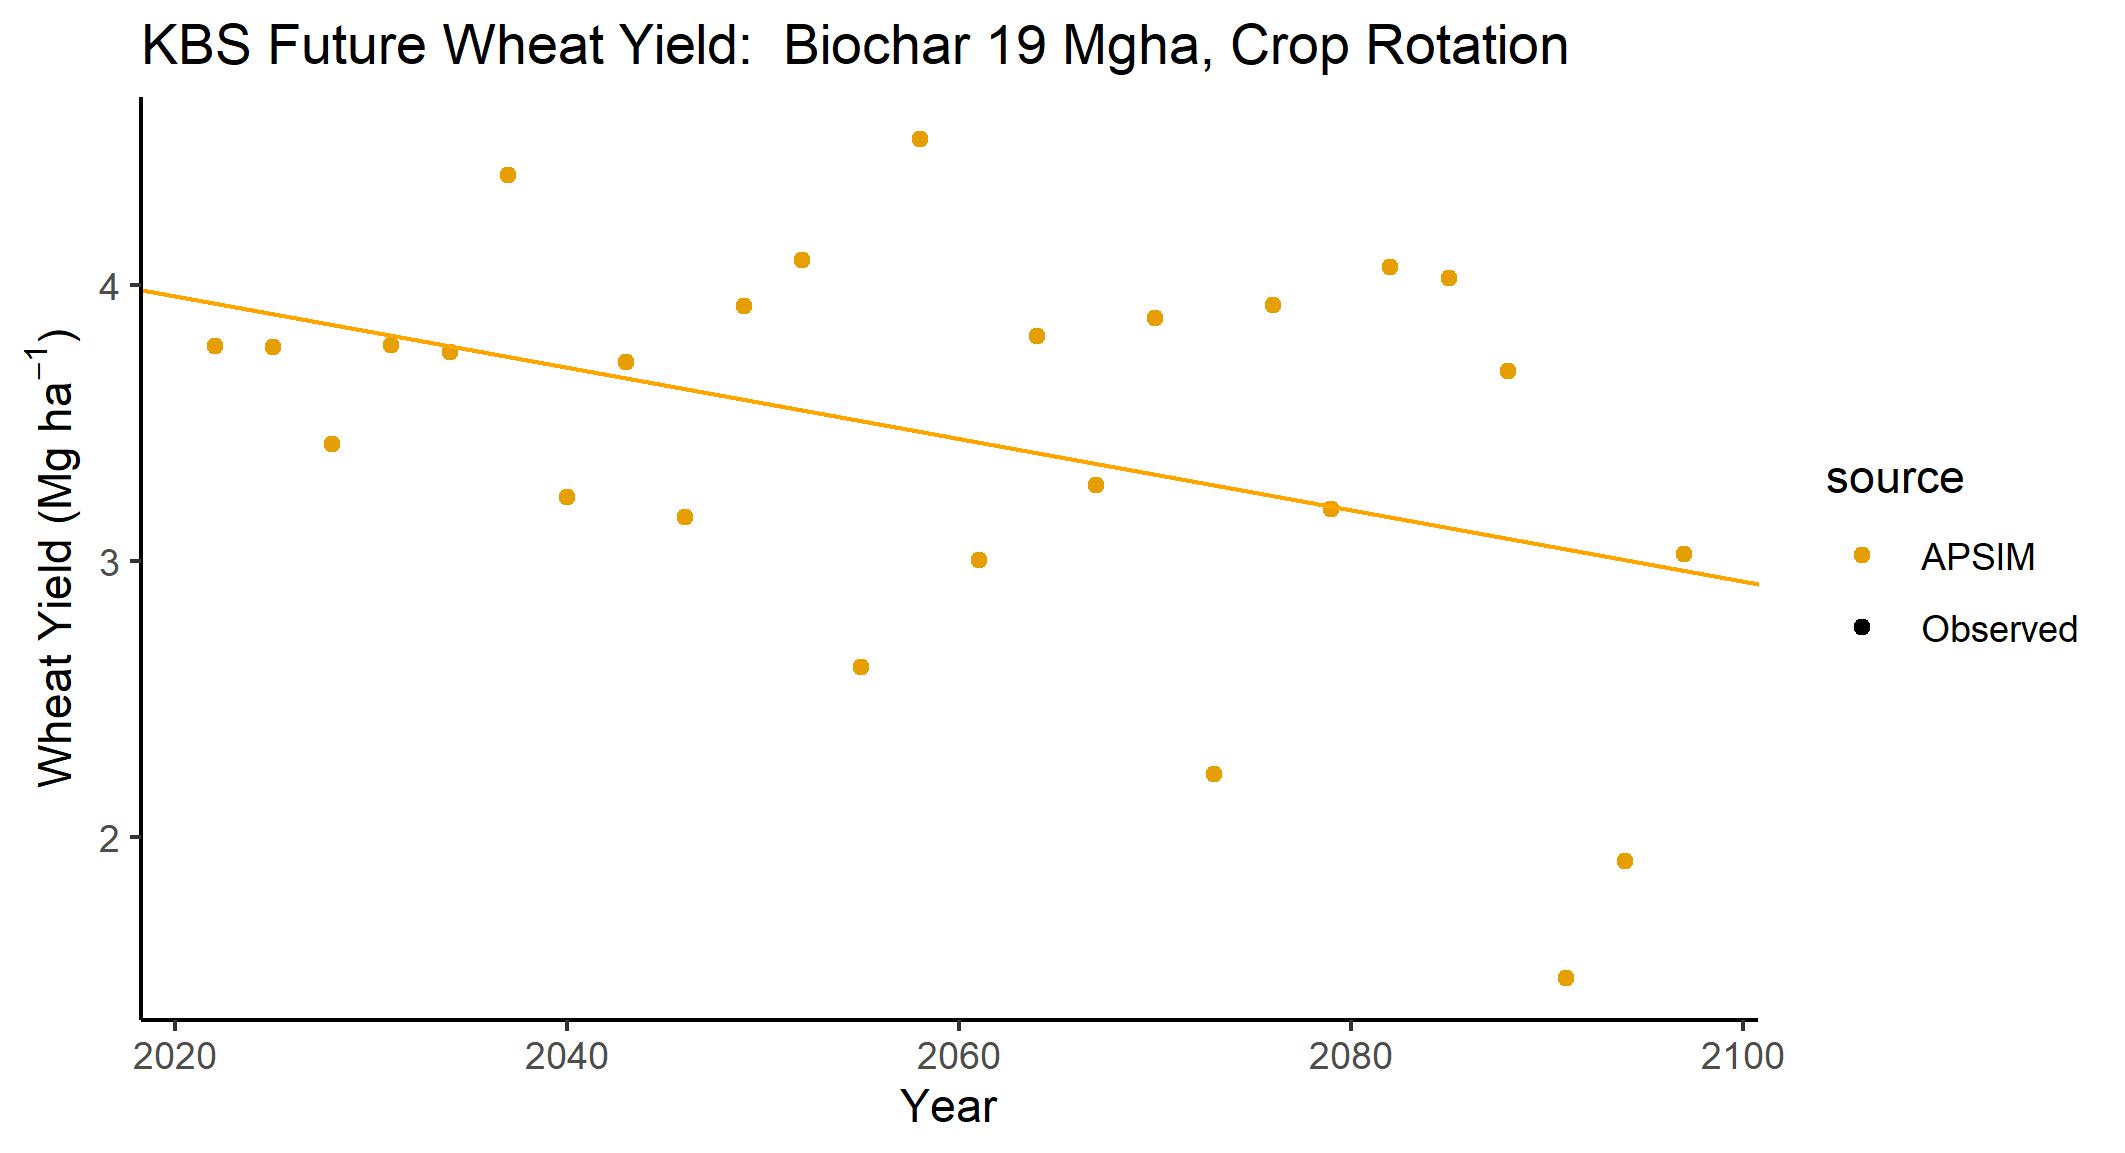 KBS Future Wheat Yield:  Biochar 19 Mgha, Crop Rotation
Wheat Yield (Mg ha⁻¹)
4
3
2
2020 2040 2060 2080 2100
Year
source
APSIM
Observed